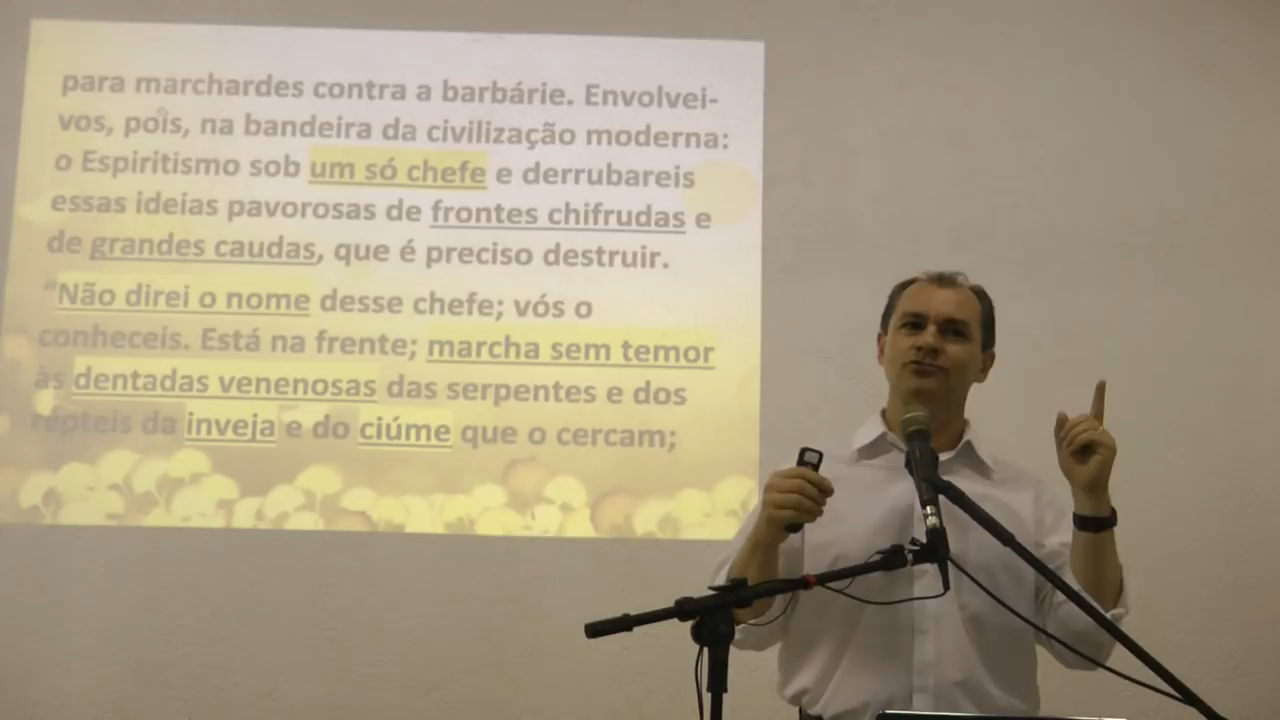 para marchardes contra a barbárie. Envolvei-
vos, pois, na bandeira da civilização moderna:
o Espiritismo sob um só chefe e derrubareis
essas ideias pavorosas de frontes chifrudas e
de grandes caudas, que é preciso destruir.
“Não direi o nome desse chefe; vós o
conheceis. Está na frente; marcha sem temor
às dentadas venenosas das serpentes e dos
répteis da inveja e do ciúme que o cercam;